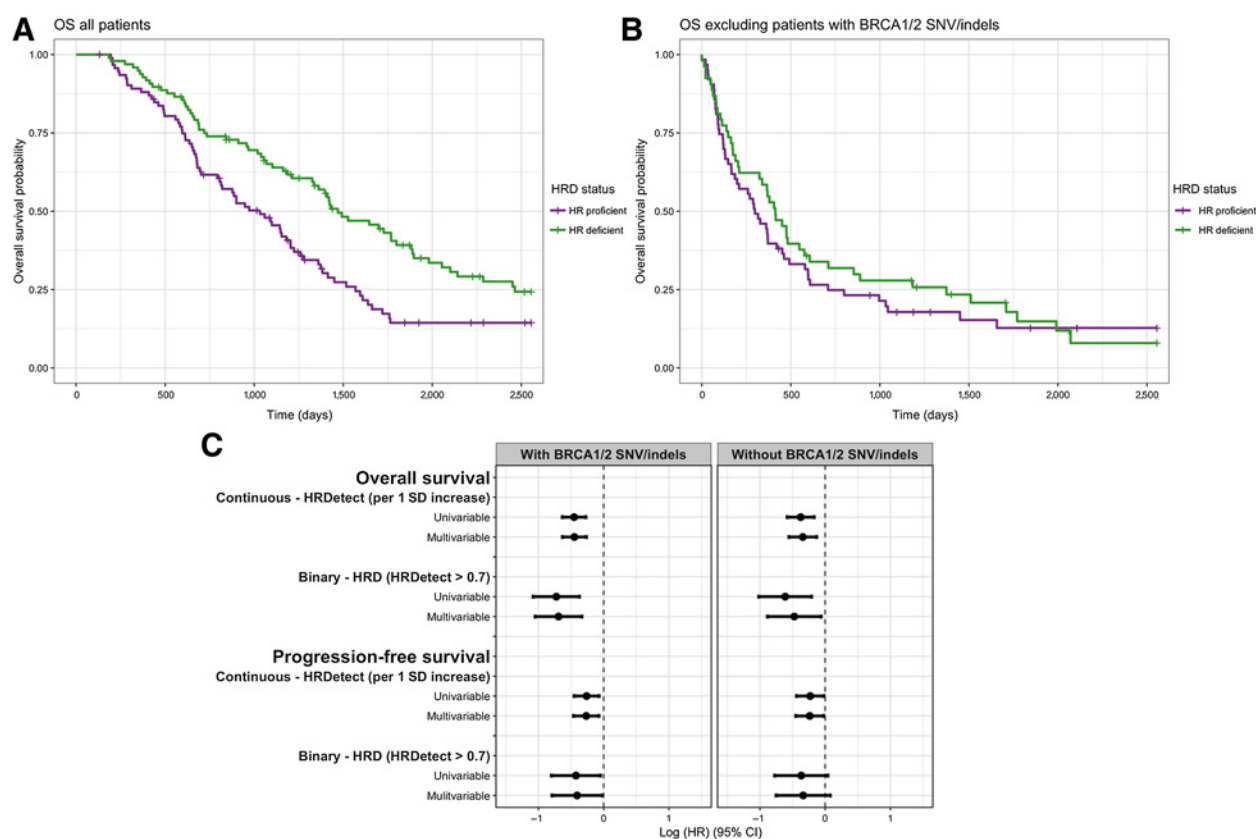 A
OS all patients
1.00
0.75
0.50
0.25
0.00
Overall survival probability
0
500
1,000
1,500
2,000
2,500
Time (days)
HRD status
HR proficient
HR deficient
B
OS excluding patients with BRCA1/2 SNV/indels
1.00
0.75
0.50
0.25
0.00
Overall survival probability
0
500
1,000
1,500
2,000
2,500
Time (days)
HRD status
HR proficient
HR deficient
C
With BRCA1/2 SNV/indels
Without BRCA1/2 SNV/indels
Overall survival
Continuous - HRDetect (per 1 SD increase)
Univariable
Multivariable
Binary - HRD (HRDetect > 0.7)
Univariable
Multivariable
Progression-free survival
Continuous - HRDetect (per 1 SD increase)
Univariable
Multivariable
Binary - HRD (HRDetect > 0.7)
Univariable
Mulitvariable
−1
0
1
−1
0
1
Log (HR) (95% CI)